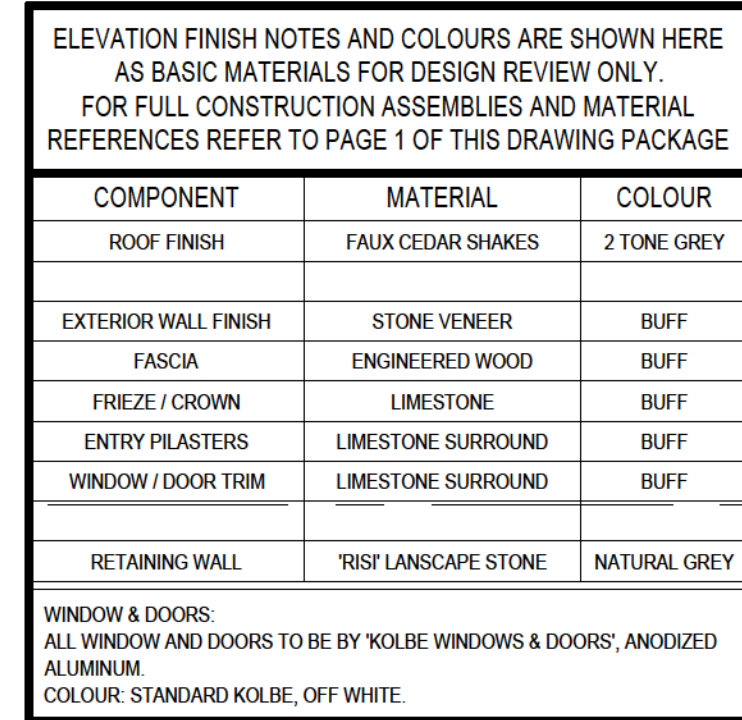 ELEVATION FINISH NOTES AND COLOURS ARE SHOWN HERE
AS BASIC MATERIALS FOR DESIGN REVIEW ONLY.
FOR FULL CONSTRUCTION ASSEMBLIES AND MATERIAL
REFERENCES REFER TO PAGE 1 OF THIS DRAWING PACKAGE
COMPONENT MATERIAL COLOUR
ROOF FINISH FAUX CEDAR SHAKES 2 TONE GREY
EXTERIOR WALL FINISH STONE VENEER BUFF
FASCIA ENGINEERED WOOD BUFF
FRIEZE / CROWN LIMESTONE BUFF
ENTRY PILASTERS LIMESTONE SURROUND BUFF
WINDOW / DOOR TRIM LIMESTONE SURROUND BUFF
RETAINING WALL 'RISI' LANSCAPE STONE NATURAL GREY
WINDOW & DOORS:
ALL WINDOW AND DOORS TO BE BY 'KOLBE WINDOWS & DOORS', ANODIZED
ALUMINUM.
COLOUR: STANDARD KOLBE, OFF WHITE.